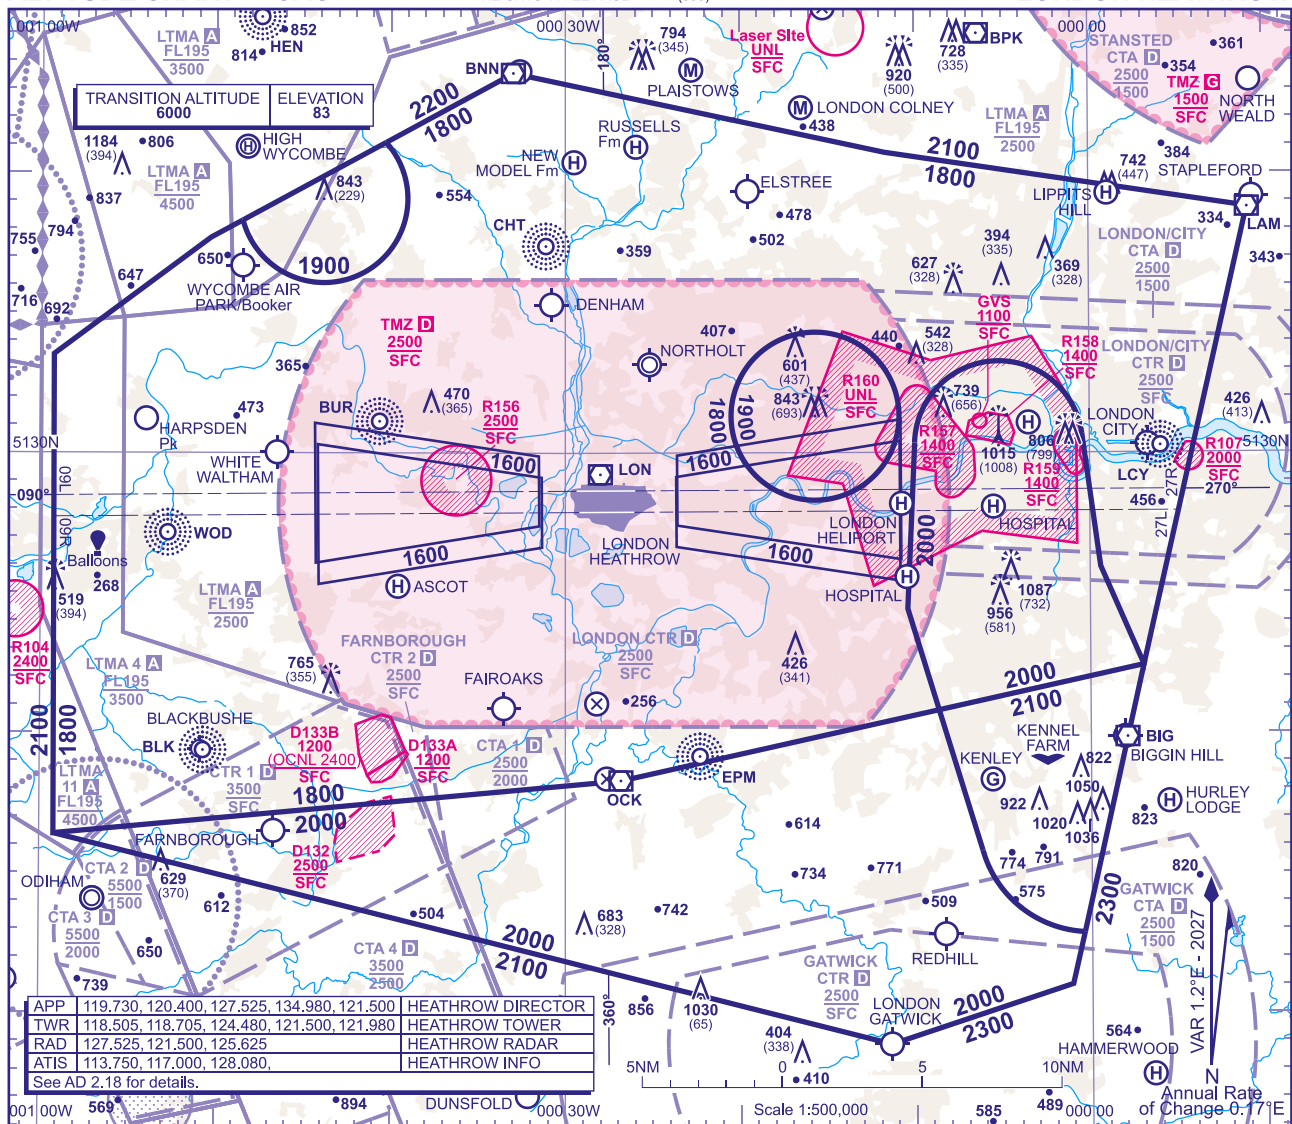 001 00W
000 30W
000 00
852
HEN
814
LTMA A
FL195
3500
BNN
180°
794
(345)
M
PLAISTOWS
Laser Site
UNL
SFC
920
(500)
728
(335)
BPK
STANSTED
CTA D
2500
1500
361
354
TMZ G
1500
SFC
NORTH
WEALD
TRANSITION ALTITUDE
6000
ELEVATION
83
2200
1800
M LONDON COLNEY
438
LTMA A
FL195
2500
1184
(394)
806
H HIGH
WYCOMBE
RUSSELLS
Fm
H
NEW
MODEL Fm
H
2100
1800
742
(447)
384
STAPLEFORD
LTMA A
FL195
4500
837
843
(229)
554
ELSTREE
LIPPITS
HILL
H
334
LAM
794
755
CHT
359
478
502
394
(335)
369
(328)
LONDON/CITY
CTA D
2500
1500
343
650
1900
647
WYCOMBE AIR
PARK/Booker
627
(328)
716
692
DENHAM
GVS
1100
SFC
TMZ D
2500
SFC
407
NORTHOLT
440
542
(328)
R158
1400
SFC
LONDON/CITY
CTR D
2500
SFC
365
601
(437)
BUR
470
(365)
R156
2500
SFC
843
(693)
R160
UNL
SFC
739
(656)
473
HARPSDEN
Pk
1800
1900
R157
1400
SFC
H
806
(799)
1015
(1008)
LONDON
CITY
426
(413)
5130N
5130N
WHITE
WALTHAM
1600
LON
1600
R159
1400
SFC
LCY
R107
2000
SFC
09L
090°
09R
27R
270°
27L
456
WOD
LONDON
HEATHROW
H
LONDON
HELIPORT
H
HOSPITAL
2000
Balloons
268
1600
1600
H
HOSPITAL
H ASCOT
519
(394)
LTMA A
FL195
2500
1087
(732)
956
(581)
R104
2400
SFC
LTMA 4 A
FL195
3500
FARNBOROUGH
CTR 2 D
2500
SFC
LONDON CTR D
2500
SFC
426
(341)
765
(355)
FAIROAKS
256
2000
2100
2100
1800
BLACKBUSHE
BLK
D133B
1200
(OCNL 2400)
SFC
D133A
1200
SFC
CTA 1 D
2500
2000
KENNEL
FARM
BIG
BIGGIN HILL
LTMA
11 A
FL195
4500
CTR 1 D
3500
SFC
EPM
OCK
KENLEY
G
822
1050
922
1020
1036
823
H HURLEY
LODGE
1800
2000
FARNBOROUGH
D132
2500
SFC
614
734
771
774
791
820
ODIHAM
CTA 2 D
5500
1500
629
(370)
612
575
2300
GATWICK
CTA D
2500
1500
CTA 3 D
5500
2000
650
504
742
683
(328)
509
REDHILL
739
CTA 4 D
3500
2500
2000
2100
GATWICK
CTR D
2500
SFC
VAR 1.2°E - 2027
APP 119.730, 120.400, 127.525, 134.980, 121.500 HEATHROW DIRECTOR
TWR 118.505, 118.705, 124.480, 121.500, 121.980 HEATHROW TOWER
RAD 127.525, 121.500, 125.625 HEATHROW RADAR
ATIS 113.750, 117.000, 128.080, HEATHROW INFO
See AD 2.18 for details.
360°
856
1030
(65)
404
(338)
410
LONDON
GATWICK
2000
2300
564
HAMMERWOOD
H
5NM
0
5
10NM
N
Annual Rate
of Change 0.17°E
001 00W
569
894
DUNSFOLD
000 30W
Scale 1:500,000
585
489
000 00